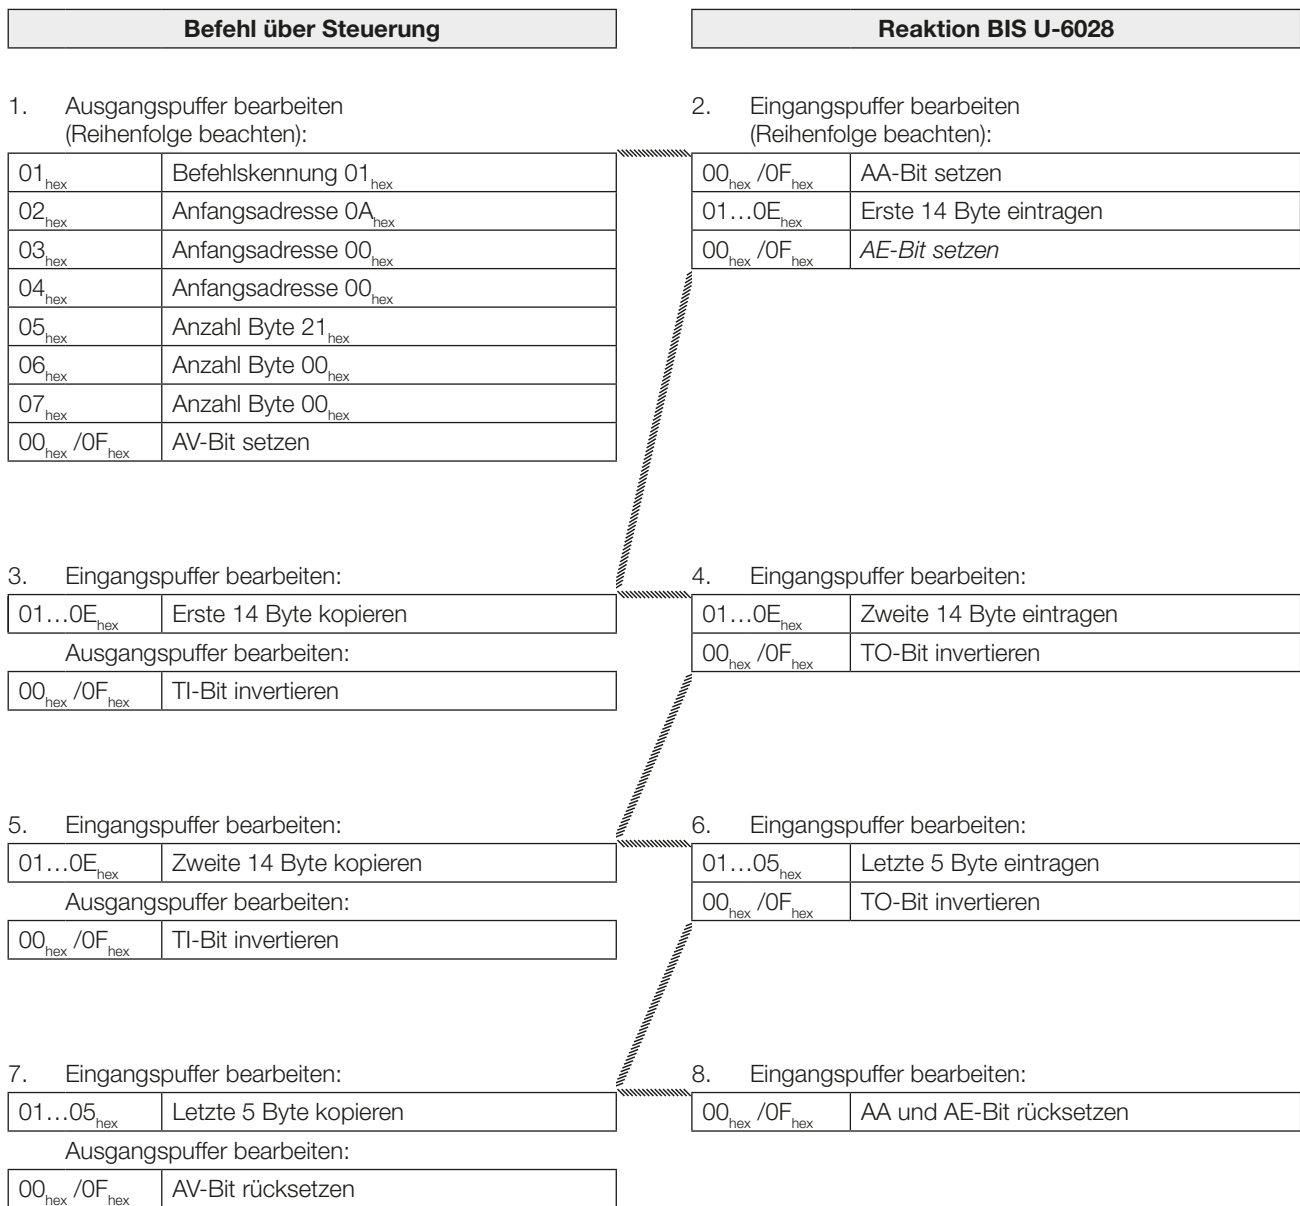 Befehl über Steuerung
Reaktion BIS U-6028
1. Ausgangspuffer bearbeiten
(Reihenfolge beachten):
01hex Befehlskennung 01hex
02hex Anfangsadresse 0Ahex
03hex Anfangsadresse 00hex
04hex Anfangsadresse 00hex
05hex Anzahl Byte 21hex
06hex Anzahl Byte 00hex
07hex Anzahl Byte 00hex
00hex /0Fhex AV-Bit setzen
2. Eingangspuffer bearbeiten
(Reihenfolge beachten):
00hex /0Fhex AA-Bit setzen
01…0Ehex Erste 14 Byte eintragen
00hex /0Fhex AE-Bit setzen
3. Eingangspuffer bearbeiten:
01…0Ehex Erste 14 Byte kopieren
Ausgangspuffer bearbeiten:
00hex /0Fhex TI-Bit invertieren
4. Eingangspuffer bearbeiten:
01…0Ehex Zweite 14 Byte eintragen
00hex /0Fhex TO-Bit invertieren
5. Eingangspuffer bearbeiten:
01…0Ehex Zweite 14 Byte kopieren
Ausgangspuffer bearbeiten:
00hex /0Fhex TI-Bit invertieren
6. Eingangspuffer bearbeiten:
01…05hex Letzte 5 Byte eintragen
00hex /0Fhex TO-Bit invertieren
7. Eingangspuffer bearbeiten:
01…05hex Letzte 5 Byte kopieren
Ausgangspuffer bearbeiten:
00hex /0Fhex AV-Bit rücksetzen
8. Eingangspuffer bearbeiten:
00hex /0Fhex AA und AE-Bit rücksetzen